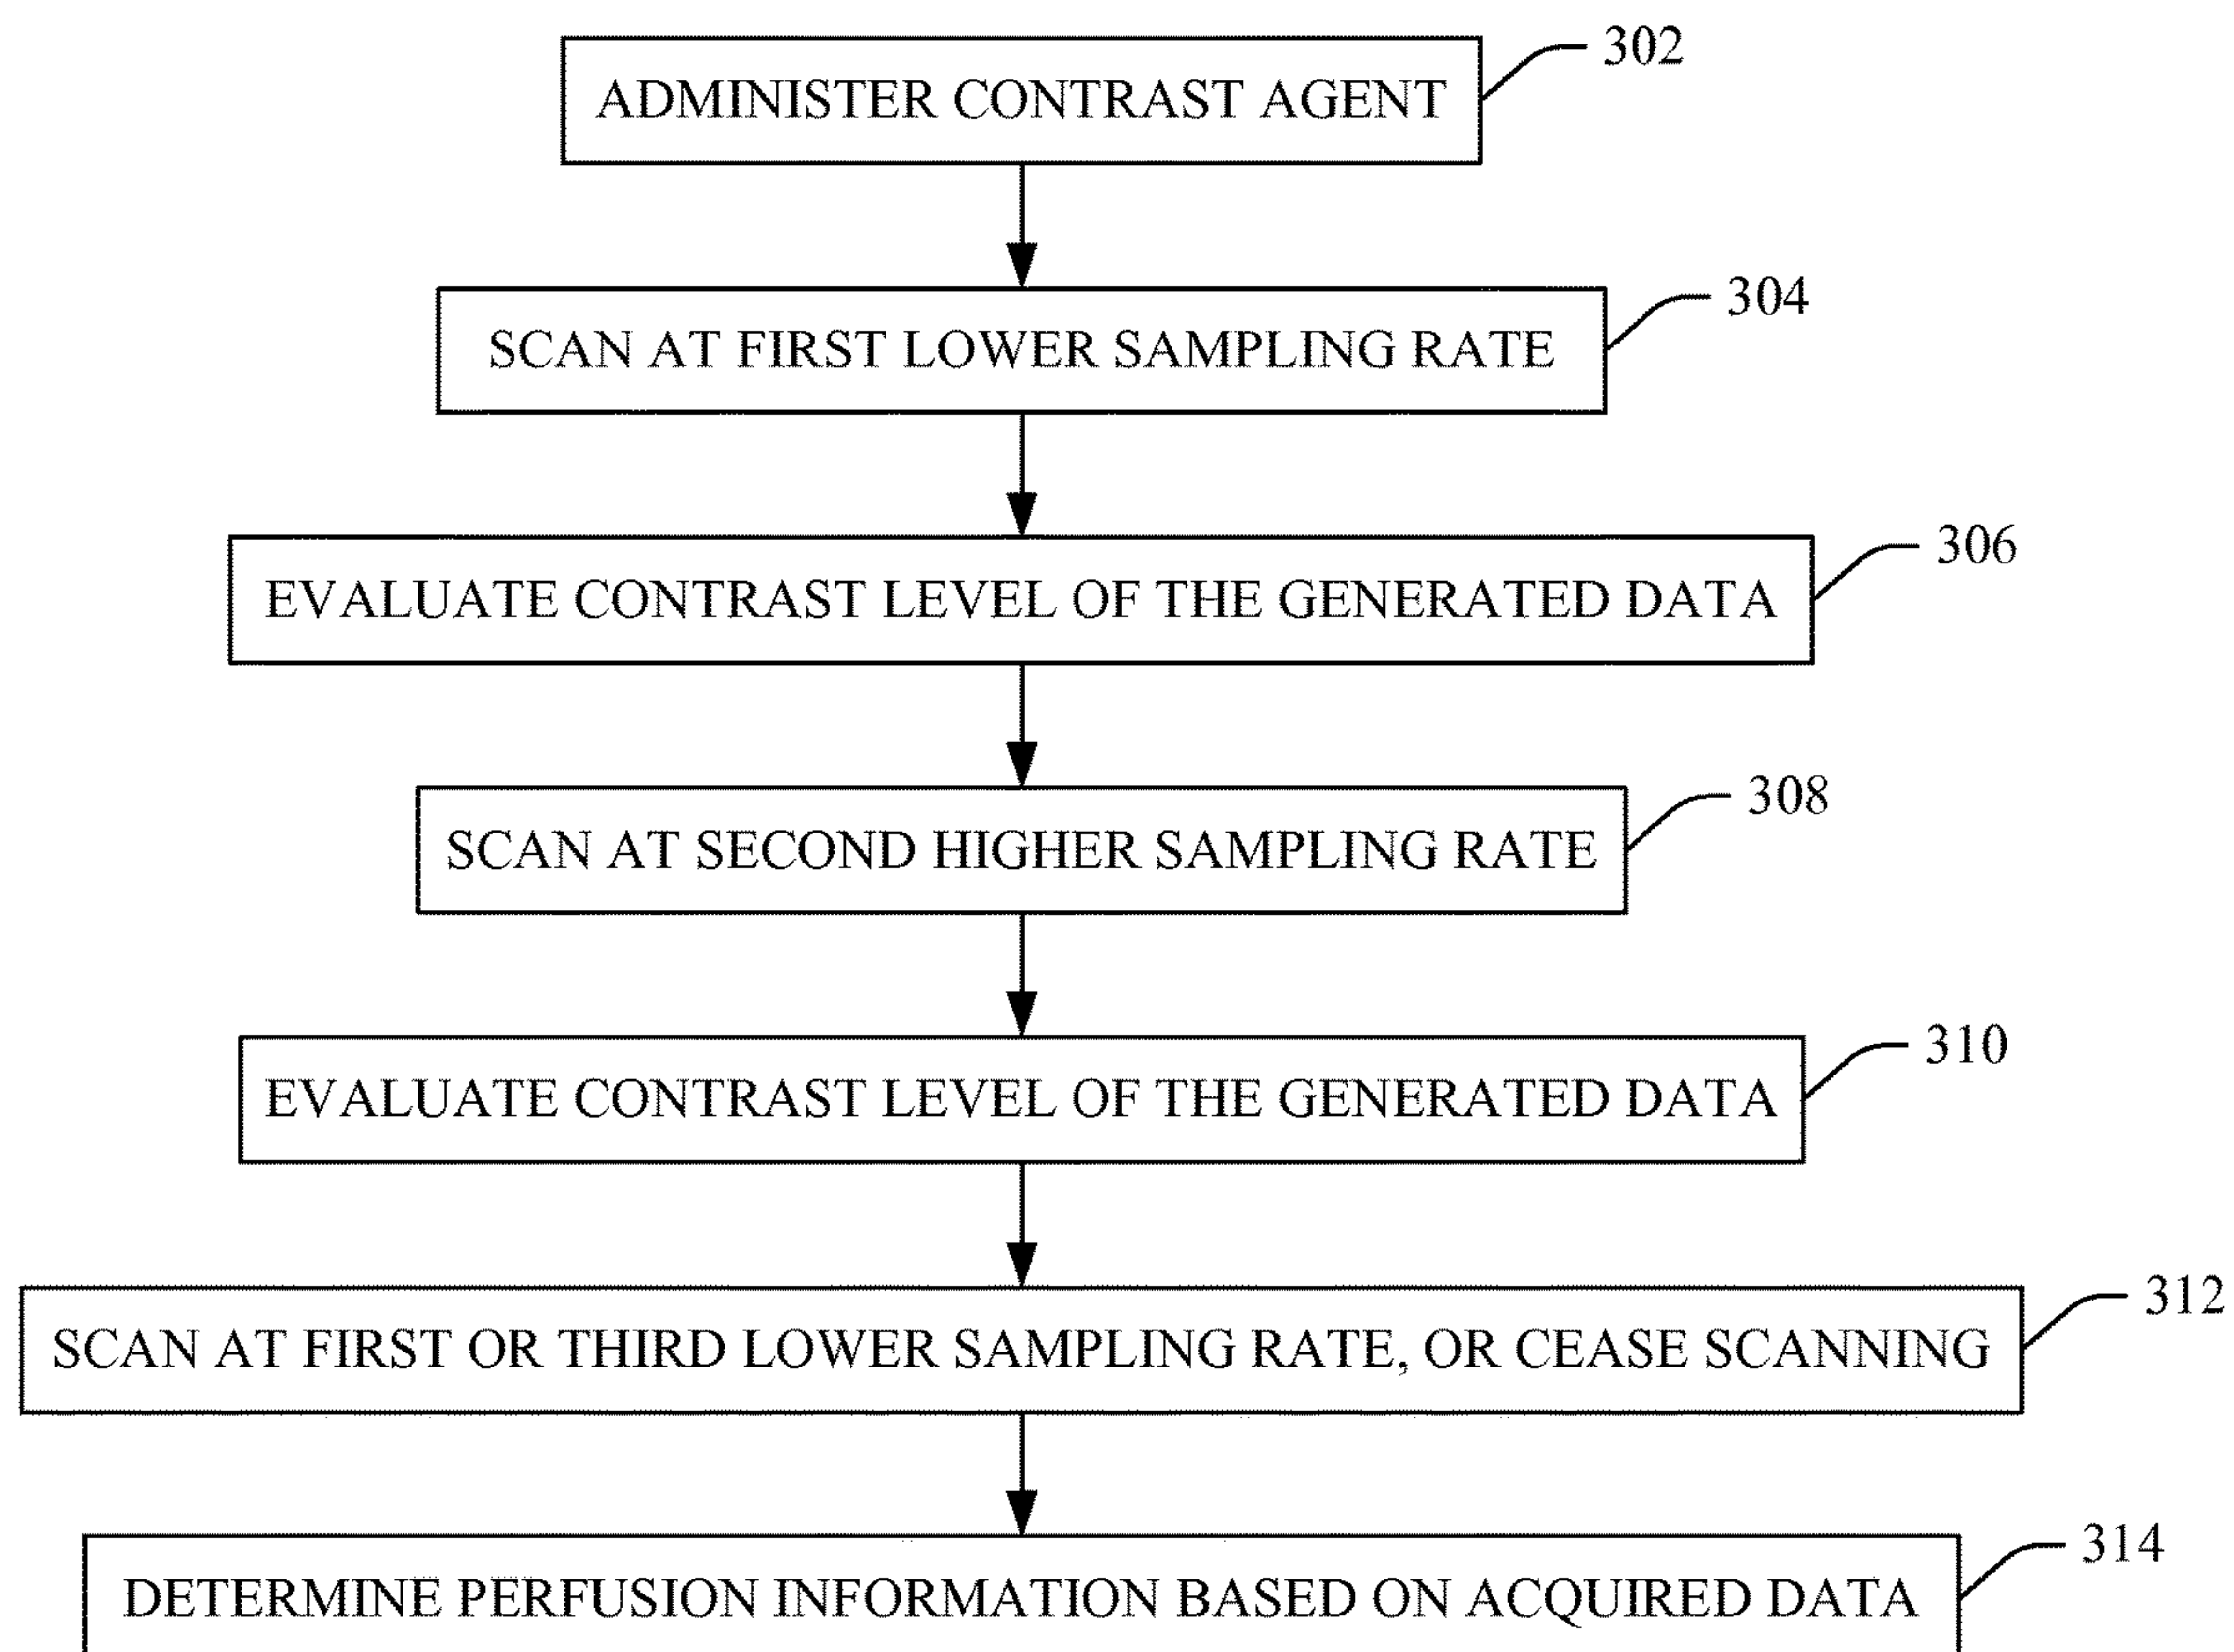 302
ADMINISTER CONTRAST AGENT
304
SCAN AT FIRST LOWER SAMPLING RATE
306
EVALUATE CONTRAST LEVEL OF THE GENERATED DATA
308
SCAN AT SECOND HIGHER SAMPLING RATE
310
EVALUATE CONTRAST LEVEL OF THE GENERATED DATA
312
SCAN AT FIRST OR THIRD LOWER SAMPLING RATE, OR CEASE SCANNING
314
DETERMINE PERFUSION INFORMATION BASED ON ACQUIRED DATA